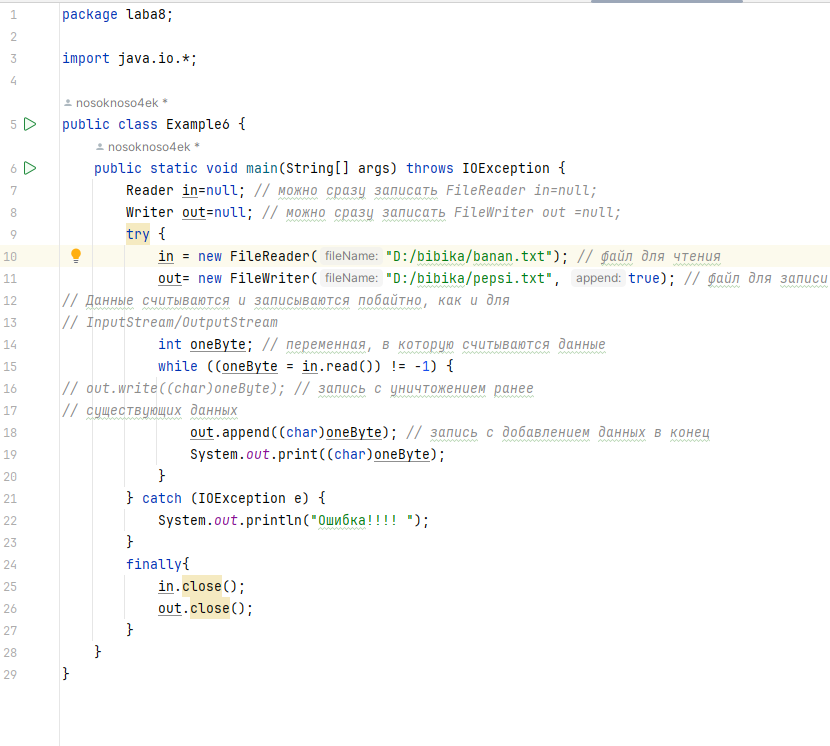 1 package laba8;
2
3 import java.io.*;
4
nosoknoso4ek *
5 public class Example6 {
nosoknoso4ek *
6 public static void main(String[] args) throws IOException {
7 Reader in=null; // можно сразу записать FileReader in=null;
8 Writer out=null; // можно сразу записать FileWriter out =null;
9 try {
10 in = new FileReader( fileName: "D:/bibika/banan.txt"); // файл для чтения
11 out= new FileWriter( fileName: "D:/bibika/pepsi.txt", append: true); // файл для записи
12 // Данные считываются и записываются побайтно, как и для
13 // InputStream/OutputStream
14 int oneByte; // переменная, в которую считываются данные
15 while ((oneByte = in.read()) != -1) {
16 // out.write((char)oneByte); // запись с уничтожением ранее
17 // существующих данных
18 out.append((char)oneByte); // запись с добавлением данных в конец
19 System.out.print((char)oneByte);
20 }
21 } catch (IOException e) {
22 System.out.println("Ошибка!!!! ");
23 }
24 finally{
25 in.close();
26 out.close();
27 }
28 }
29 }